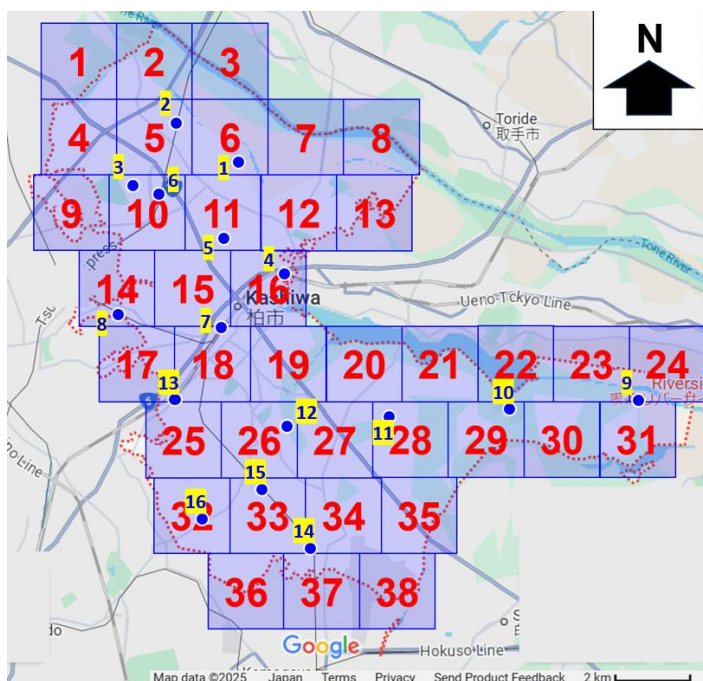 N
1 2 3
2
Toride
取手市
4 5 6 7 8
1
3 6
9 10 11 12 13
press
5
4
14 15 16
Kashiwa
柏市
Ueno-Tokyo Line
Tone River
8 7
17 18 19 20 21 22 23 24
13 9
6
10
12
11
25 26 27 28 29 30 31
15
16
32 33 34 35
14
36 37 38
Google
Hokuso Line
Map data ©2025 Japan Terms Privacy Send Product Feedback 2 km